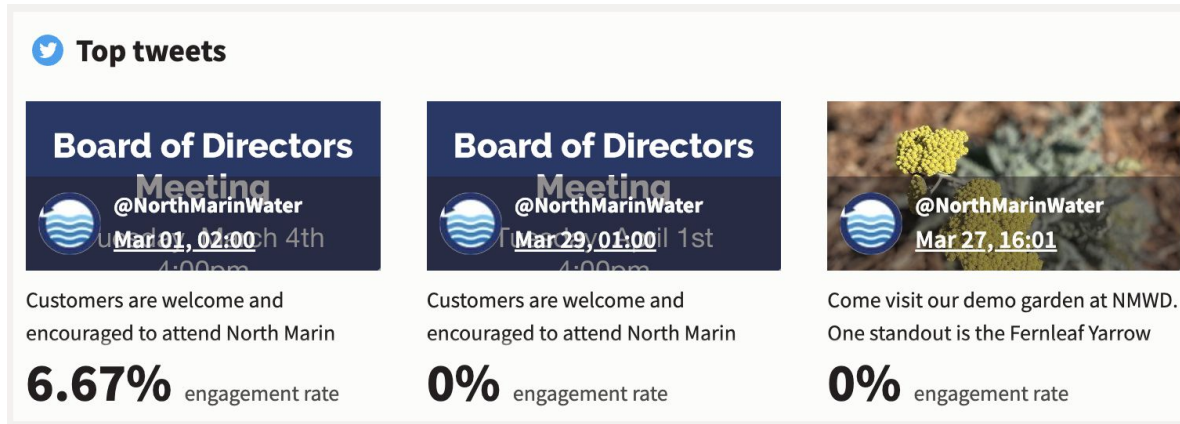 Top tweets
Board of Directors
Meeting
@NorthMarinWater
Mar 01, 02:00
March 4th
4:00pm
Customers are welcome and
encouraged to attend North Marin
6.67% engagement rate
Board of Directors
Meeting
@NorthMarinWater
Mar 29, 01:00
Tuesday, April 1st
4:00pm
Customers are welcome and
encouraged to attend North Marin
0% engagement rate
@NorthMarinWater
Mar 27, 16:01
Come visit our demo garden at NMWD.
One standout is the Fernleaf Yarrow
0% engagement rate